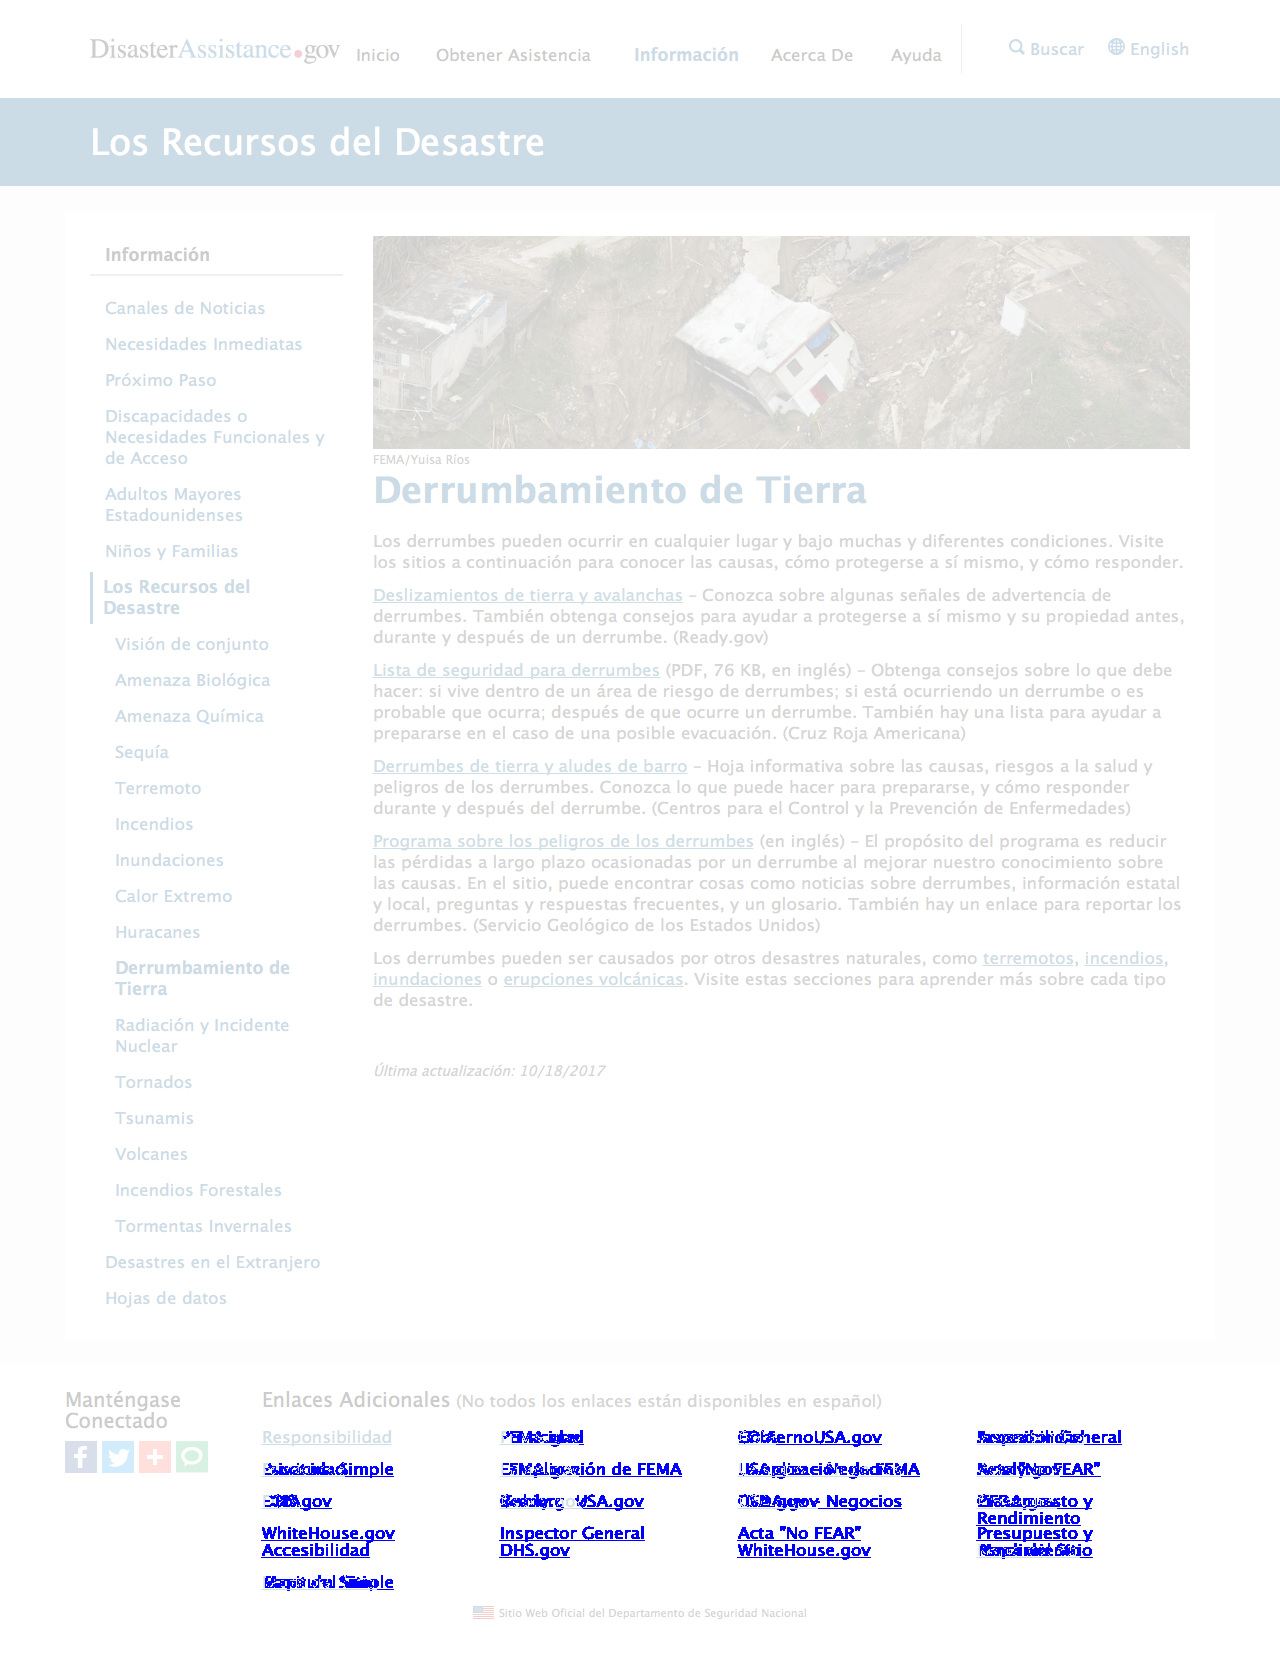 DisasterAssistance.gov
Inicio Obtener Asistencia Información Acerca De Ayuda Buscar English
Los Recursos del Desastre
Información
Canales de Noticias
Necesidades Inmediatas
Próximo Paso
Discapacidades o
Necesidades Funcionales y
de Acceso
Adultos Mayores
Estadounidenses
Niños y Familias
Los Recursos del
Desastre
Visión de conjunto
Amenaza Biológica
Amenaza Química
Sequía
Terremoto
Incendios
Inundaciones
Calor Extremo
Huracanes
Derrumbamiento de
Tierra
Radiación y Incidente
Nuclear
Tornados
Tsunamis
Volcanes
Incendios Forestales
Tormentas Invernales
Desastres en el Extranjero
Hojas de datos
FEMA/Yuisa Ríos
Derrumbamiento de Tierra
Los derrumbes pueden ocurrir en cualquier lugar y bajo muchas y diferentes condiciones. Visite
los sitios a continuación para conocer las causas, cómo protegerse a sí mismo, y cómo responder.
Deslizamientos de tierra y avalanchas – Conozca sobre algunas señales de advertencia de
derrumbes. También obtenga consejos para ayudar a protegerse a sí mismo y su propiedad antes,
durante y después de un derrumbe. (Ready.gov)
Lista de seguridad para derrumbes (PDF, 76 KB, en inglés) – Obtenga consejos sobre lo que debe
hacer: si vive dentro de un área de riesgo de derrumbes; si está ocurriendo un derrumbe o es
probable que ocurra; después de que ocurre un derrumbe. También hay una lista para ayudar a
prepararse en el caso de una posible evacuación. (Cruz Roja Americana)
Derrumbes de tierra y aludes de barro – Hoja informativa sobre las causas, riesgos a la salud y
peligros de los derrumbes. Conozca lo que puede hacer para prepararse, y cómo responder
durante y después del derrumbe. (Centros para el Control y la Prevención de Enfermedades)
Programa sobre los peligros de los derrumbes (en inglés) – El propósito del programa es reducir
las pérdidas a largo plazo ocasionadas por un derrumbe al mejorar nuestro conocimiento sobre
las causas. En el sitio, puede encontrar cosas como noticias sobre derrumbes, información estatal
y local, preguntas y respuestas frecuentes, y un glosario. También hay un enlace para reportar los
derrumbes. (Servicio Geológico de los Estados Unidos)
Los derrumbes pueden ser causados por otros desastres naturales, como terremotos, incendios,
inundaciones o erupciones volcánicas. Visite estas secciones para aprender más sobre cada tipo
de desastre.
Última actualización: 10/18/2017
Manténgase
Conectado
Enlaces Adicionales (No todos los enlaces están disponibles en español)
Responsibilidad
Rendimiento
WhiteHouse.gov Inspector General Acta "No FEAR" Presupuesto y
Accesibilidad DHS.gov WhiteHouse.gov
Sitio Web Oficial del Departamento de Seguridad Nacional